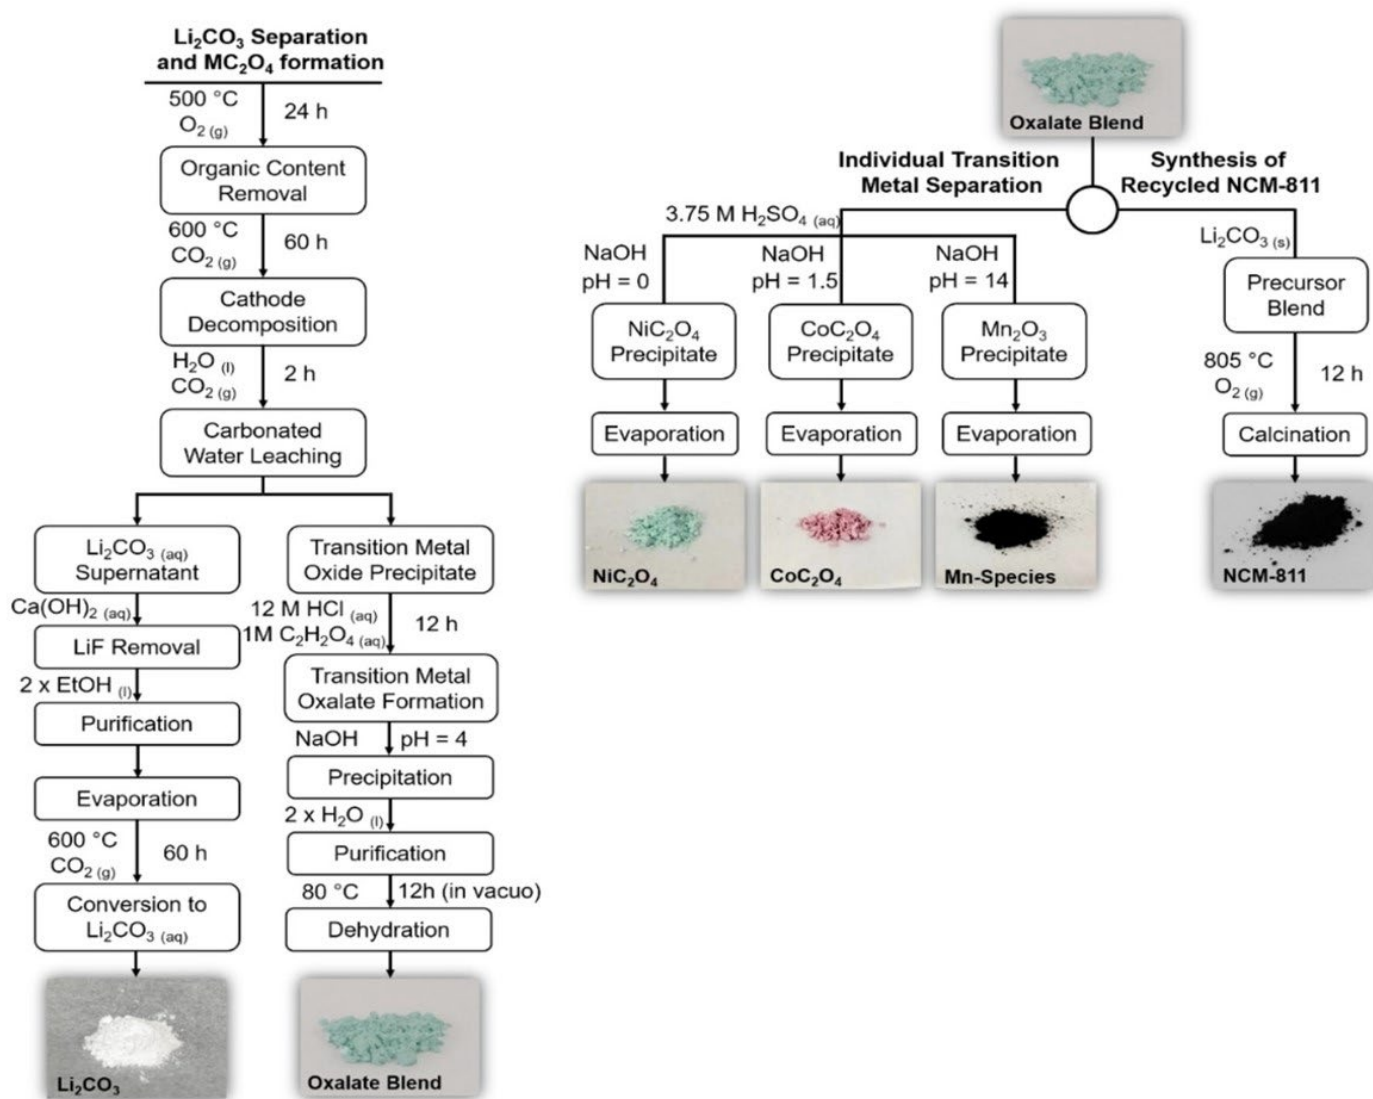 Li₂CO₃ Separation
and MC₂O₄ formation
500 °C
O₂ (g)
24 h
Organic Content
Removal
600 °C
CO₂ (g)
60 h
Cathode
Decomposition
H₂O (l)
CO₂ (g)
2 h
Carbonated
Water Leaching
Li₂CO₃ (aq)
Supernatant
Ca(OH)₂ (aq)
LiF Removal
2 x EtOH (l)
Purification
Evaporation
600 °C
CO₂ (g)
60 h
Conversion to
Li₂CO₃ (aq)
Li₂CO₃
Transition Metal
Oxide Precipitate
12 M HCl (aq)
1M C₂H₂O₄ (aq)
12 h
Transition Metal
Oxalate Formation
NaOH
pH = 4
Precipitation
2 x H₂O (l)
Purification
80 °C
12h (in vacuo)
Dehydration
Oxalate Blend
Oxalate Blend
Individual Transition
Metal Separation
Synthesis of
Recycled NCM-811
3.75 M H₂SO₄ (aq)
NaOH
pH = 0
NiC₂O₄
Precipitate
Evaporation
NiC₂O₄
NaOH
pH = 1.5
CoC₂O₄
Precipitate
Evaporation
CoC₂O₄
NaOH
pH = 14
Mn₂O₃
Precipitate
Evaporation
Mn-Species
Li₂CO₃ (s)
Precursor
Blend
805 °C
O₂ (g)
12 h
Calcination
NCM-811